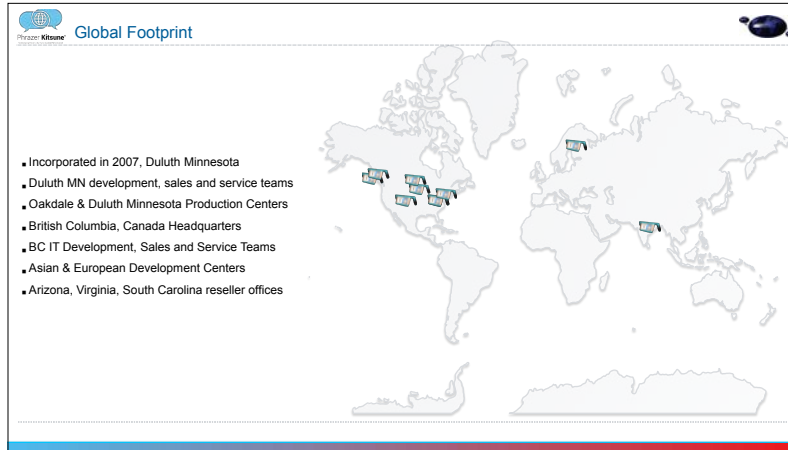 Phrazer Kitsune
Global Footprint
Incorporated in 2007, Duluth Minnesota
Duluth MN development, sales and service teams
Oakdale & Duluth Minnesota Production Centers
British Columbia, Canada Headquarters
BC IT Development, Sales and Service Teams
Asian & European Development Centers
Arizona, Virginia, South Carolina reseller offices